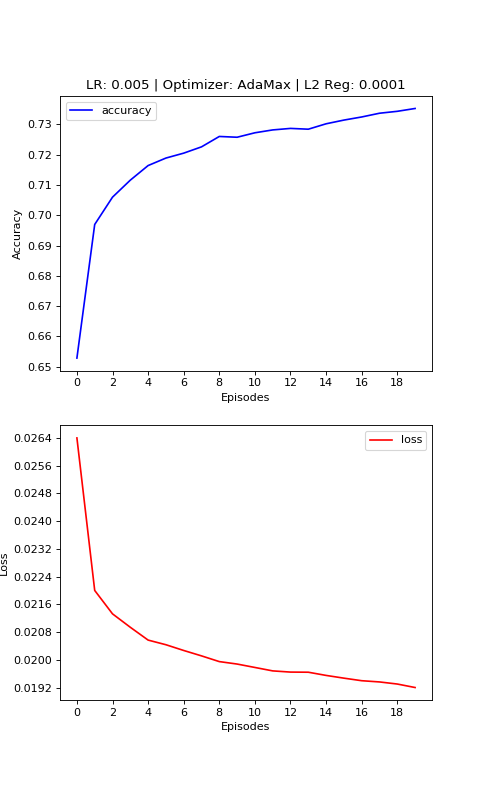 LR: 0.005 | Optimizer: AdaMax | L2 Reg: 0.0001
accuracy
0.73
0.72
0.71
0.70
0.69
0.68
0.67
0.66
0.65
Accuracy
0 2 4 6 8 10 12 14 16 18
Episodes
loss
0.0264
0.0256
0.0248
0.0240
0.0232
0.0224
0.0216
0.0208
0.0200
0.0192
Loss
0 2 4 6 8 10 12 14 16 18
Episodes